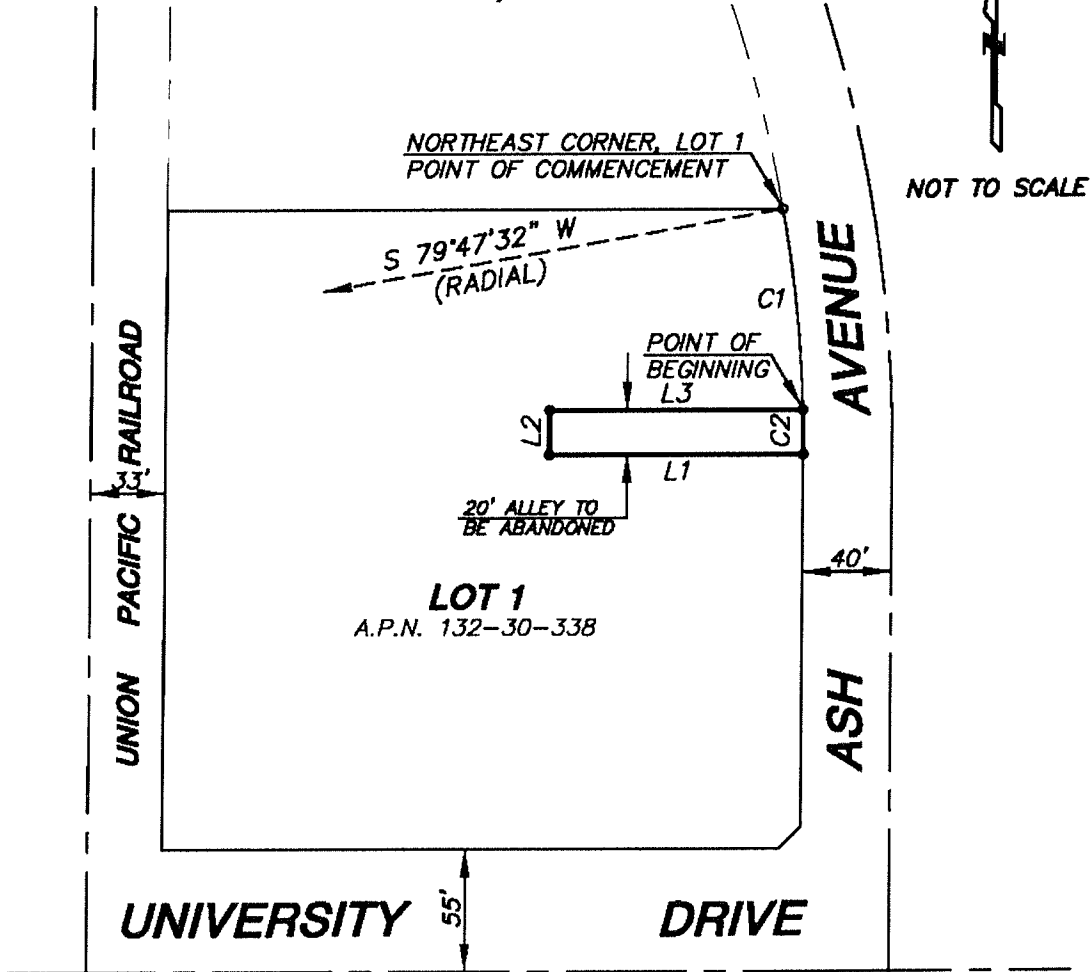 NORTHEAST CORNER, LOT 1
POINT OF COMMENCEMENT
NOT TO SCALE
S 79°47'32" W
(RADIAL)
C1
AVENUE
POINT OF
BEGINNING
L3
L2
C2
L1
RAILROAD
33'
20' ALLEY TO
BE ABANDONED
PACIFIC
40'
LOT 1
A.P.N. 132-30-338
UNION
ASH
UNIVERSITY
55'
DRIVE